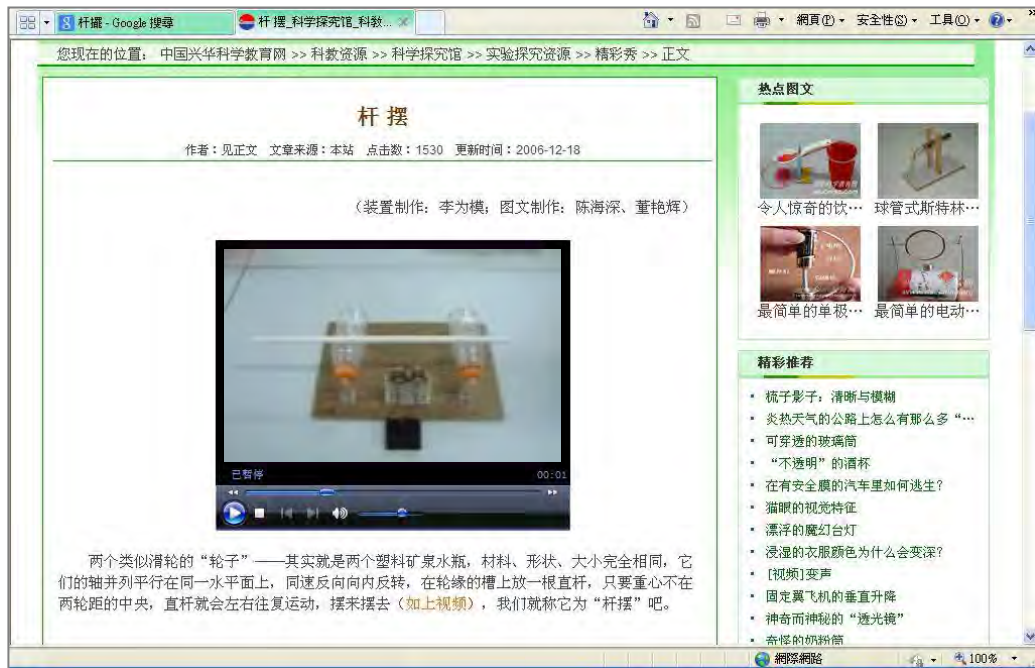 杆擺 - Google 搜尋
杆 摆_科学探究馆_科教...
網頁(P)
安全性(S)
工具(O)
您现在的位置： 中国兴华科学教育网 >> 科教资源 >> 科学探究馆 >> 实验探究资源 >> 精彩秀 >> 正文
杆 摆
作者：见正文 文章来源：本站 点击数：1530 更新时间：2006-12-18
（装置制作：李为模；图文制作：陈海深、董艳辉）
已暂停
00:01
两个类似滑轮的“轮子”——其实就是两个塑料矿泉水瓶，材料、形状、大小完全相同，它
们的轴并列平行在同一水平面上，同速反向向内反转，在轮缘的槽上放一根直杆，只要重心不在
两轮距的中央，直杆就会左右往复运动，摆来摆去（如上视频），我们就称它为“杆摆”吧。
热点图文
令人惊奇的饮…
球管式斯特林…
最简单的单极…
最简单的电动…
精彩推荐
梳子影子：清晰与模糊
炎热天气的公路上怎么有那么多“…
可穿透的玻璃筒
“不透明”的酒杯
在有安全膜的汽车里如何逃生?
猫眼的视觉特征
漂浮的魔幻台灯
浸湿的衣服颜色为什么会变深?
[视频]变声
固定翼飞机的垂直升降
神奇而神秘的“透光镜”
奇怪的奶粉筒
網際網路
100%